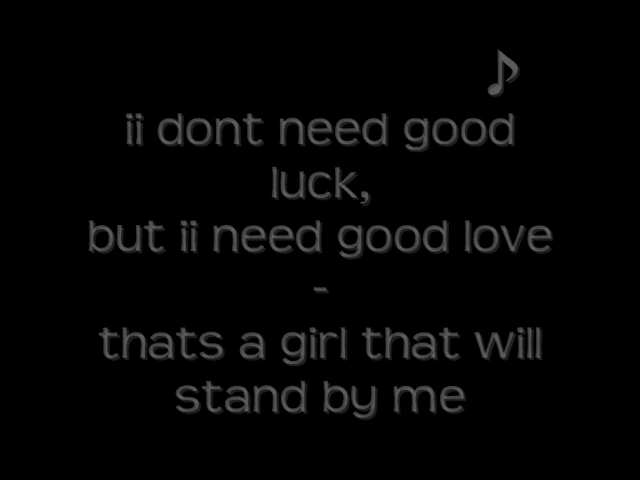 ♪
ii dont need good
luck,
but ii need good love
-
thats a girl that will
stand by me